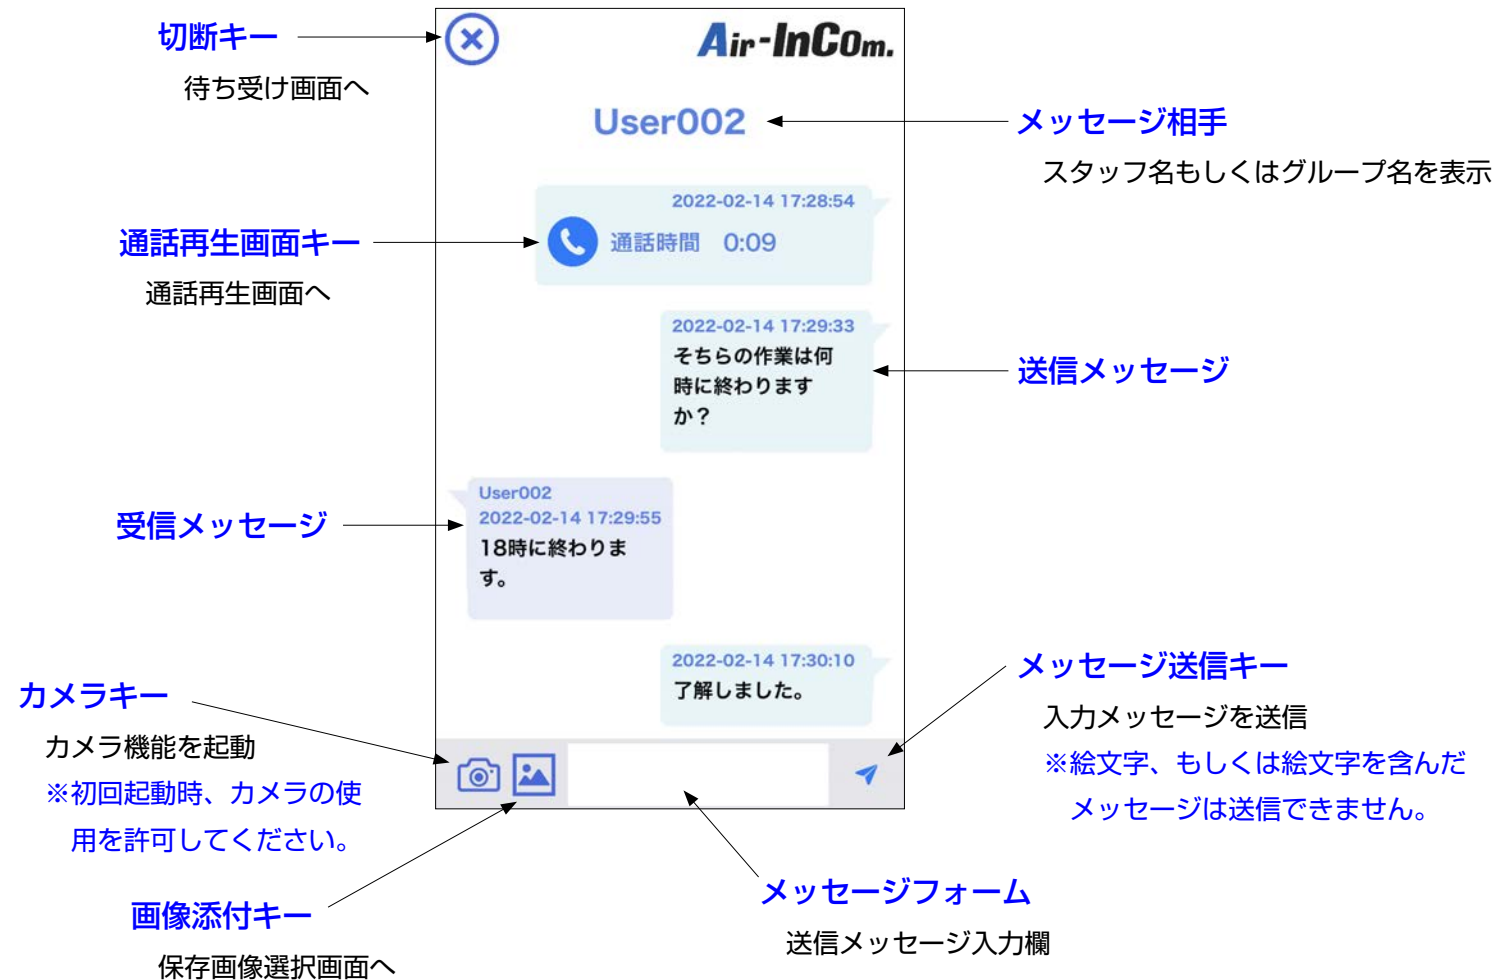 切断キー
待ち受け画面へ
Air-InCom.
User002
メッセージ相手
スタッフ名もしくはグループ名を表示
2022-02-14 17:28:54
通話時間 0:09
通話再生画面キー
通話再生画面へ
2022-02-14 17:29:33
そちらの作業は何
時に終わります
か？
送信メッセージ
User002
2022-02-14 17:29:55
18時に終わりま
す。
受信メッセージ
2022-02-14 17:30:10
了解しました。
メッセージ送信キー
入力メッセージを送信
※絵文字、もしくは絵文字を含んだ
メッセージは送信できません。
カメラキー
カメラ機能を起動
※初回起動時、カメラの使
用を許可してください。
画像添付キー
保存画像選択画面へ
メッセージフォーム
送信メッセージ入力欄